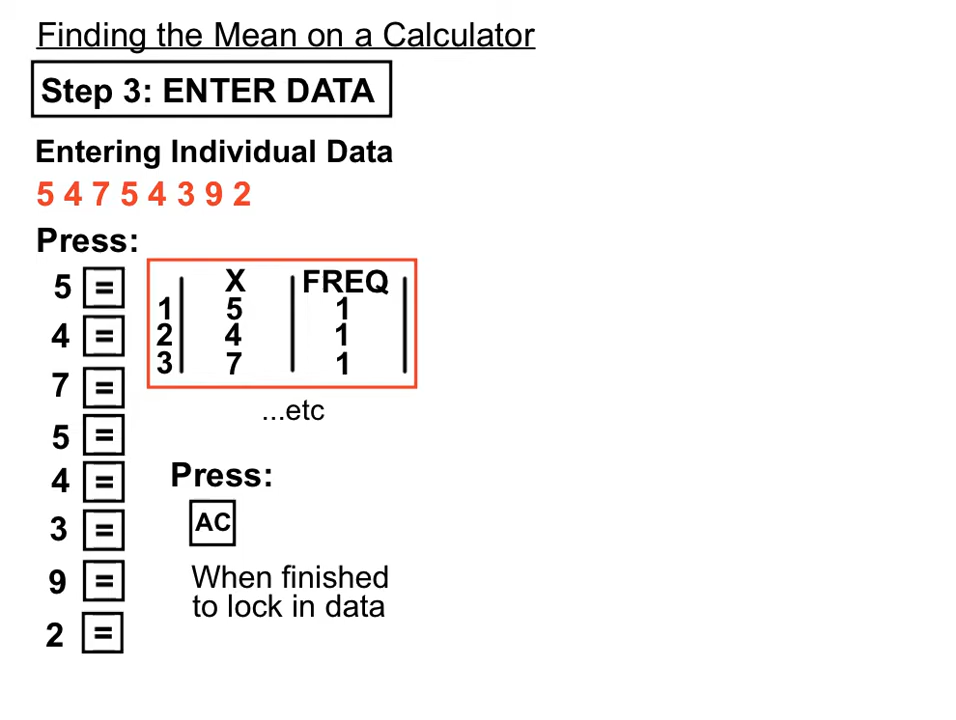 Finding the Mean on a Calculator
Step 3: ENTER DATA
Entering Individual Data
5 4 7 5 4 3 9 2
Press:
5 =
4 =
7 =
5 =
4 =
3 =
9 =
2 =
X FREQ
1 5 1
2 4 1
3 7 1
...etc
Press:
AC
When finished
to lock in data